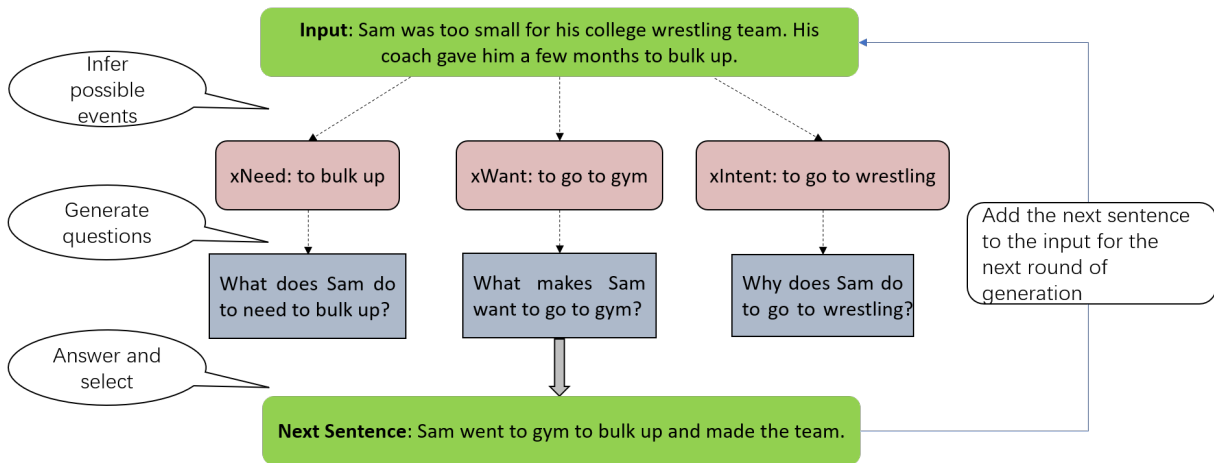 Input: Sam was too small for his college wrestling team. His
coach gave him a few months to bulk up.
Infer
possible
events
xNeed: to bulk up
xWant: to go to gym
xIntent: to go to wrestling
Generate
questions
What does Sam do
to need to bulk up?
What makes Sam
want to go to gym?
Why does Sam do
to go to wrestling?
Add the next sentence
to the input for the
next round of
generation
Answer and
select
Next Sentence: Sam went to gym to bulk up and made the team.